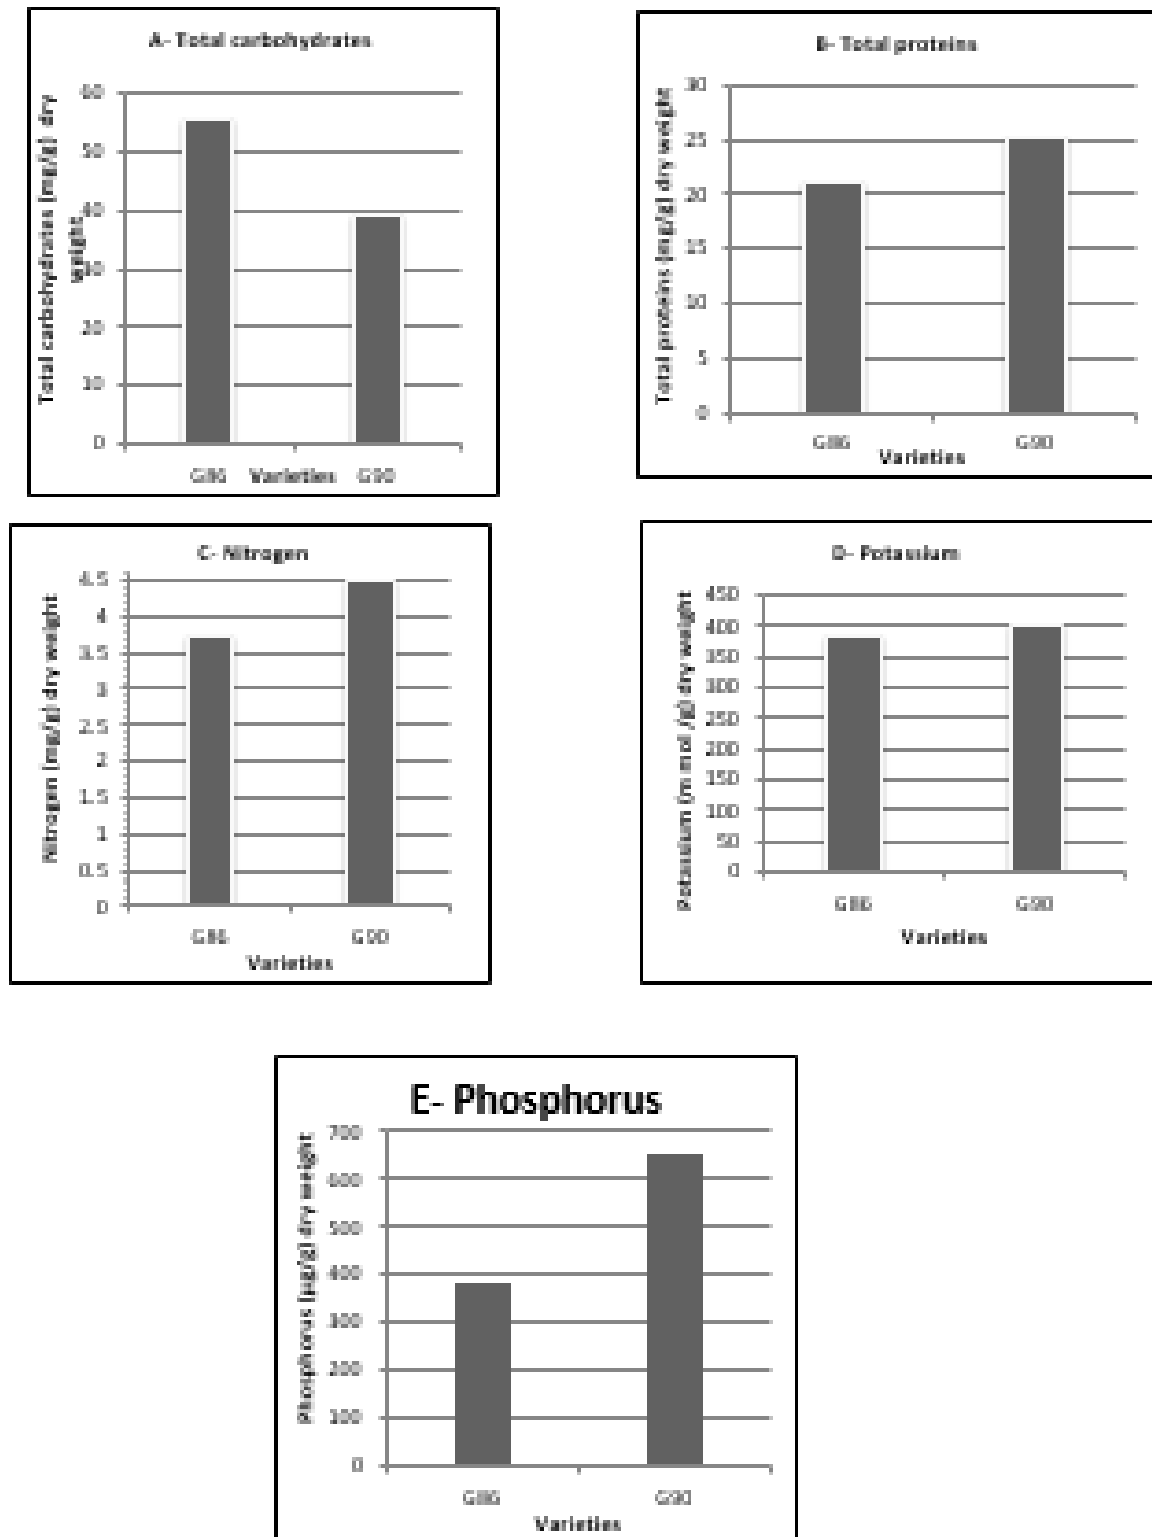 A- Total carbohydrates
Total carbohydrates (mg/g) dry
weight
60
50
40
30
20
10
0
G86 Varieties G90
B- Total proteins
Total proteins (mg/g) dry weight
30
25
20
15
10
5
0
G86 G90
Varieties
C- Nitrogen
Nitrogen (mg/g) dry weight
4.5
4
3.5
3
2.5
2
1.5
1
0.5
0
G86 G90
Varieties
D- Potassium
Potassium (m mol /g) dry weight
450
400
350
300
250
200
150
100
50
0
G86 G90
Varieties
E- Phosphorus
Phosphorus (µg/g) dry weight
700
600
500
400
300
200
100
0
G86 G90
Varieties